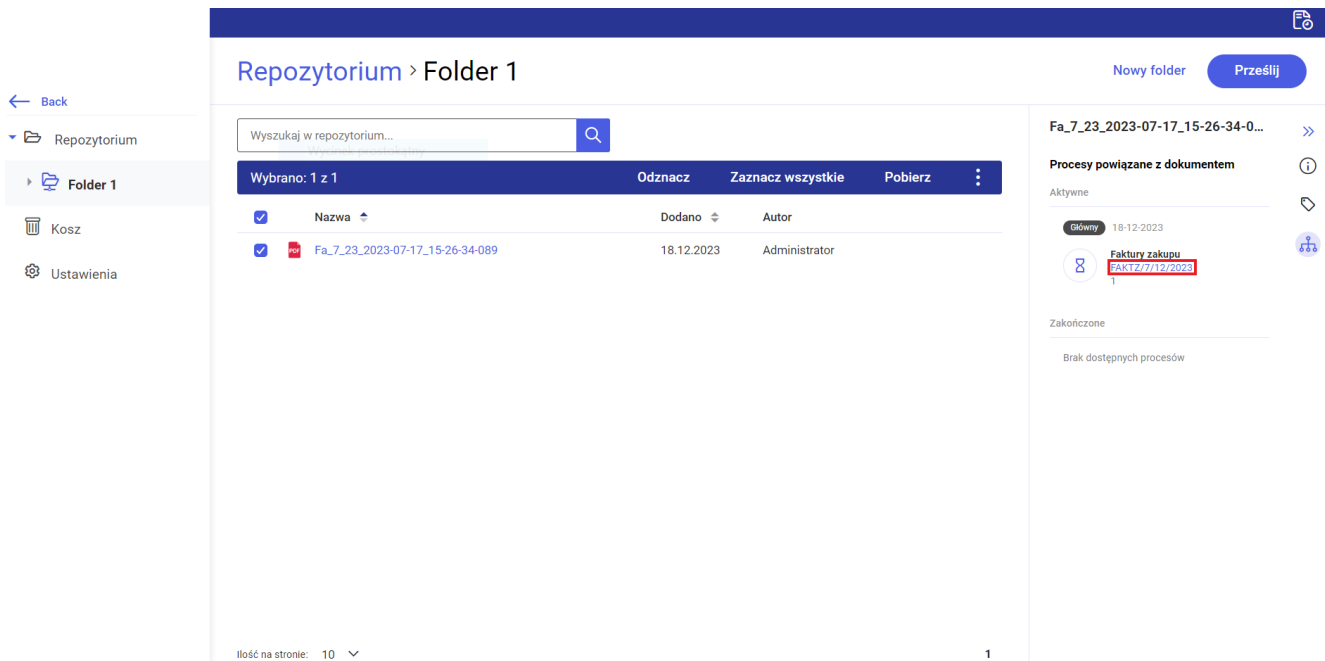 Repozytorium > Folder 1
Nowy folder
Prześlij
Back
Repozytorium
Folder 1
Kosz
Ustawienia
Wyszukaj w repozytorium...
Wycinek prostokątny
Wybrano: 1 z 1 Odznacz Zaznacz wszystkie Pobierz
Nazwa Dodano Autor
PDF Fa_7_23_2023-07-17_15-26-34-089 18.12.2023 Administrator
Ilość na stronie: 10
1
Fa_7_23_2023-07-17_15-26-34-0...
Procesy powiązane z dokumentem
Aktywne
Główny 18-12-2023
Faktury zakupu
FAKTZ/7/12/2023
1
Zakończone
Brak dostępnych procesów